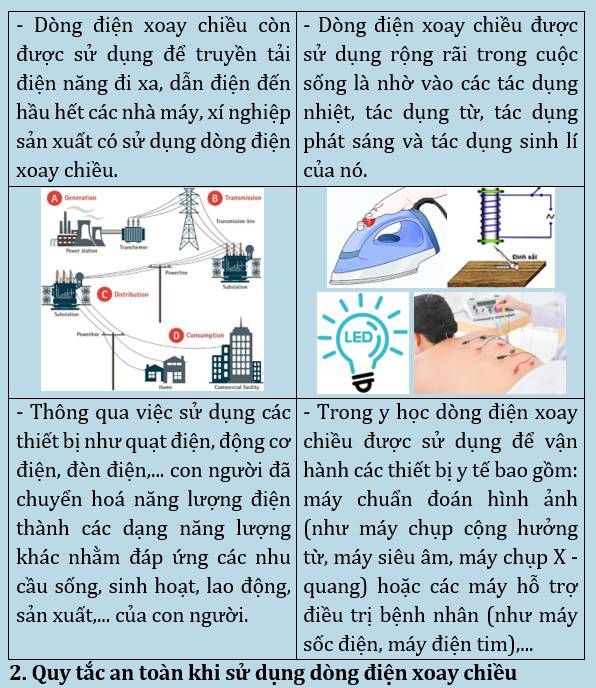 - Dòng điện xoay chiều còn
được sử dụng để truyền tải
điện năng đi xa, dẫn điện đến
hầu hết các nhà máy, xí nghiệp
sản xuất có sử dụng dòng điện
xoay chiều.
- Dòng điện xoay chiều được
sử dụng rộng rãi trong cuộc
sống là nhờ vào các tác dụng
nhiệt, tác dụng từ, tác dụng
phát sáng và tác dụng sinh lí
của nó.
A Generation
B Transmission
Transmission line
Power station
Transformer
Powerline
Substation
C Distribution
Substation
Powerline
D Consumption
Home
Commercial facility
~
Đinh sắt
LED
- Thông qua việc sử dụng các
thiết bị như quạt điện, động cơ
điện, đèn điện,... con người đã
chuyển hoá năng lượng điện
thành các dạng năng lượng
khác nhằm đáp ứng các nhu
cầu sống, sinh hoạt, lao động,
sản xuất,... của con người.
- Trong y học dòng điện xoay
chiều được sử dụng để vận
hành các thiết bị y tế bao gồm:
máy chuẩn đoán hình ảnh
(như máy chụp cộng hưởng
từ, máy siêu âm, máy chụp X -
quang) hoặc các máy hỗ trợ
điều trị bệnh nhân (như máy
sốc điện, máy điện tim),...
2. Quy tắc an toàn khi sử dụng dòng điện xoay chiều